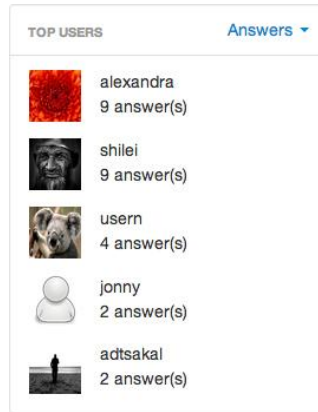 TOP USERS Answers
alexandra
9 answer(s)
shilei
9 answer(s)
usern
4 answer(s)
jonny
2 answer(s)
adtsakal
2 answer(s)